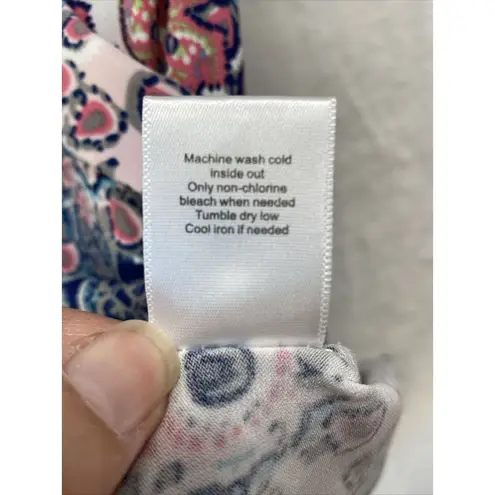 Machine wash cold
inside out
Only non-chlorine
bleach when needed
Tumble dry low
Cool iron if needed